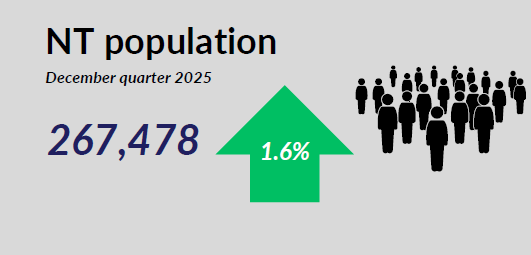 NT population
December quarter 2025
267,478
1.6%